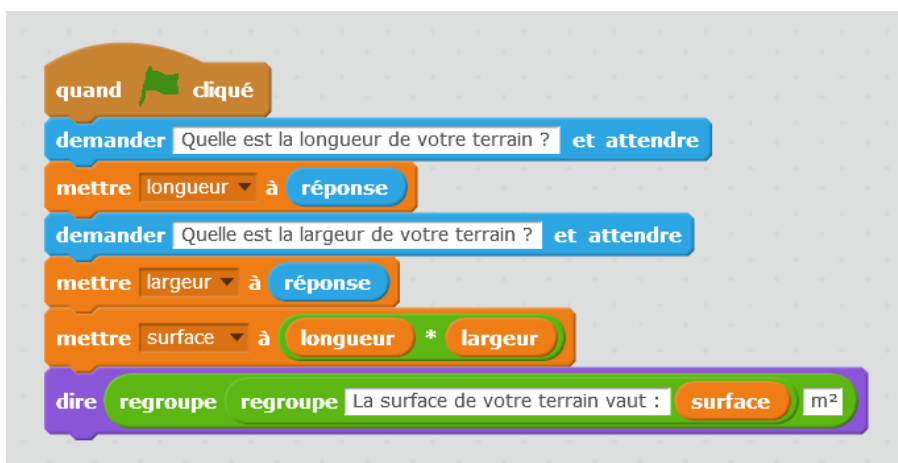 quand cliqué
demander Quelle est la longueur de votre terrain ? et attendre
mettre longueur à réponse
demander Quelle est la largeur de votre terrain ? et attendre
mettre largeur à réponse
mettre surface à longueur * largeur
dire regroupe regroupe La surface de votre terrain vaut : surface m²